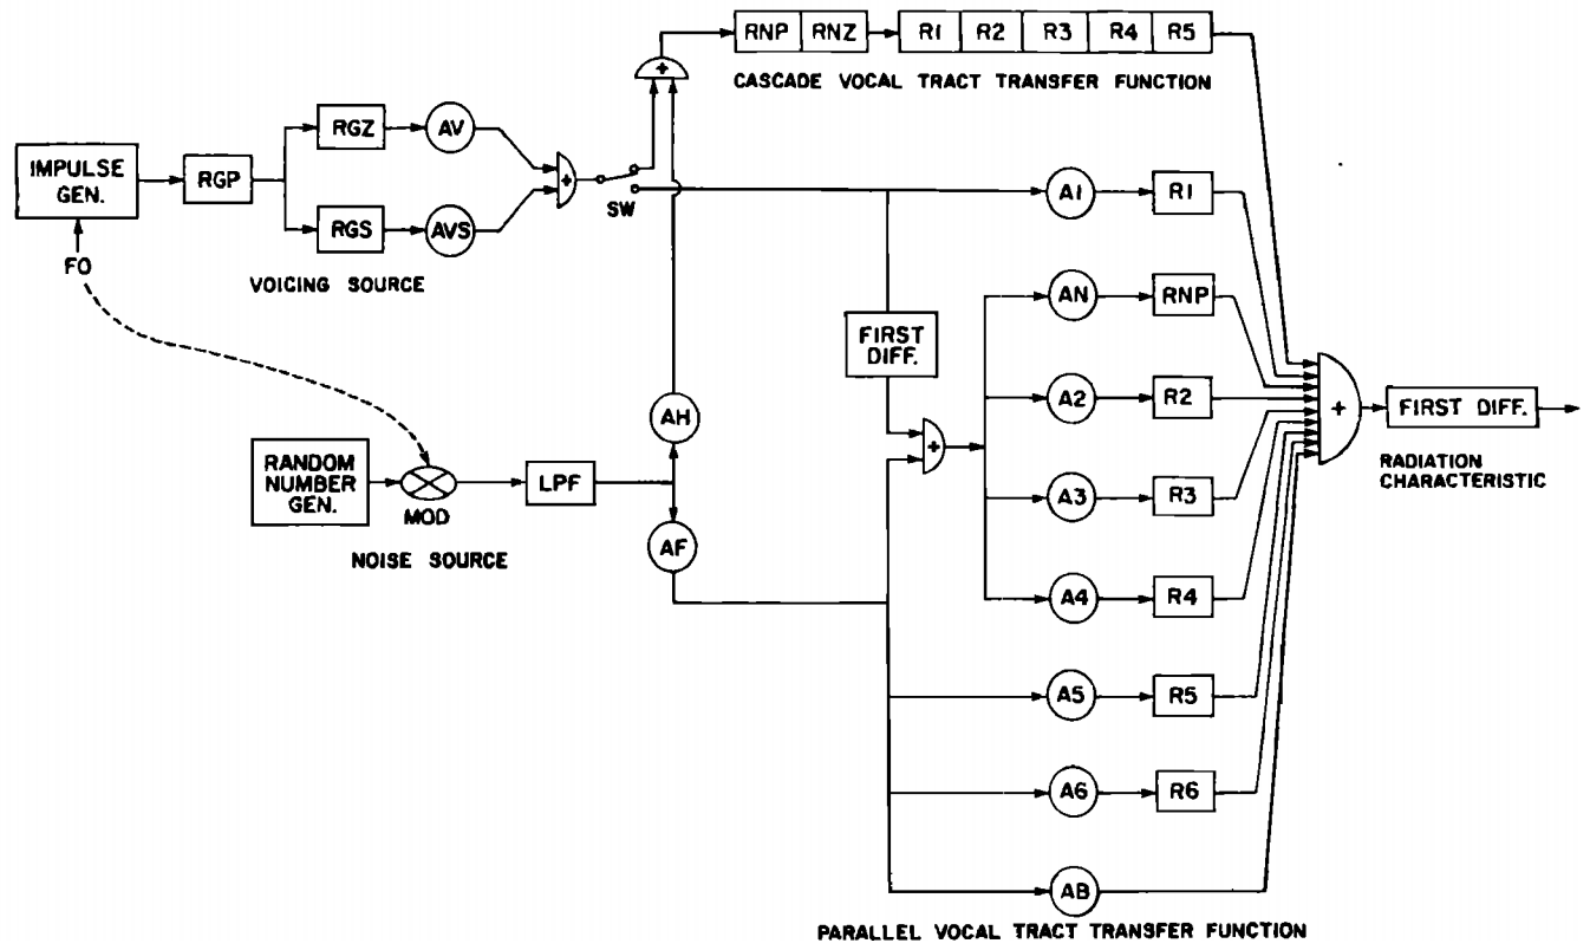 RNP RNZ R1 R2 R3 R4 R5
+
CASCADE VOCAL TRACT TRANSFER FUNCTION
IMPULSE
GEN.
RGP
RGZ
AV
RGS
AVS
+
SW
F0
VOICING SOURCE
A1
R1
AN
RNP
FIRST
DIFF.
A2
R2
+
A3
R3
A4
R4
A5
R5
A6
R6
AB
+
FIRST DIFF.
RADIATION
CHARACTERISTIC
AH
RANDOM
NUMBER
GEN.
MOD
LPF
AF
NOISE SOURCE
PARALLEL VOCAL TRACT TRANSFER FUNCTION